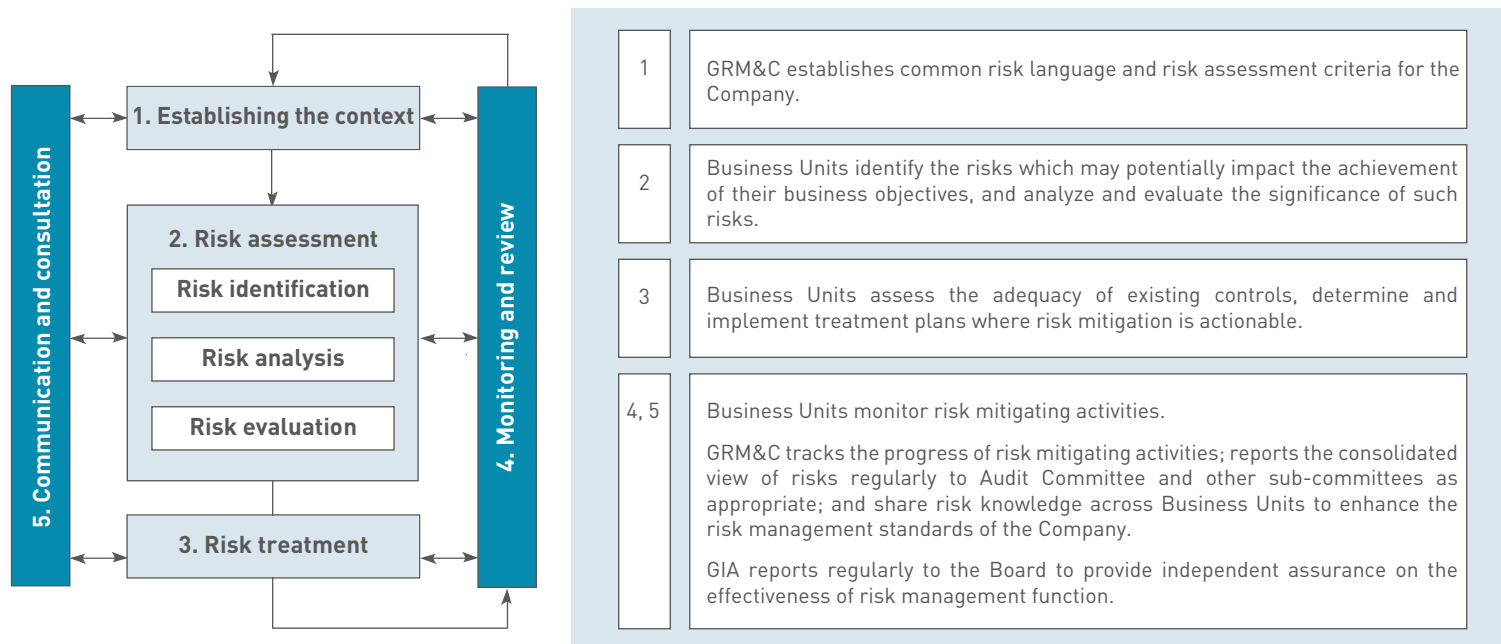 5. Communication and consultation
1. Establishing the context
2. Risk assessment
Risk identification
Risk analysis
Risk evaluation
3. Risk treatment
4. Monitoring and review
1
GRM&C establishes common risk language and risk assessment criteria for the
Company.
2
Business Units identify the risks which may potentially impact the achievement
of their business objectives, and analyze and evaluate the significance of such
risks.
3
Business Units assess the adequacy of existing controls, determine and
implement treatment plans where risk mitigation is actionable.
4, 5
Business Units monitor risk mitigating activities.
GRM&C tracks the progress of risk mitigating activities; reports the consolidated
view of risks regularly to Audit Committee and other sub-committees as
appropriate; and share risk knowledge across Business Units to enhance the
risk management standards of the Company.
GIA reports regularly to the Board to provide independent assurance on the
effectiveness of risk management function.